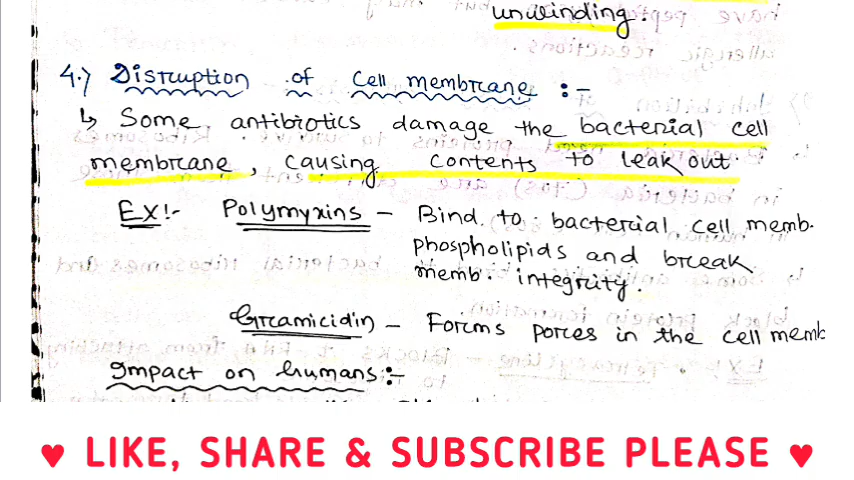 unwinding.
4.) Disruption of cell membrane :-
↳ Some antibiotics damage the bacterial cell
membrane, causing contents to leak out
EX:- Polymyxins - Bind to bacterial cell memb.
phospholipids and break
memb. integrity
Gramicidin - Forms pores in the cell memb
Impact on humans:-
♥ LIKE, SHARE & SUBSCRIBE PLEASE ♥